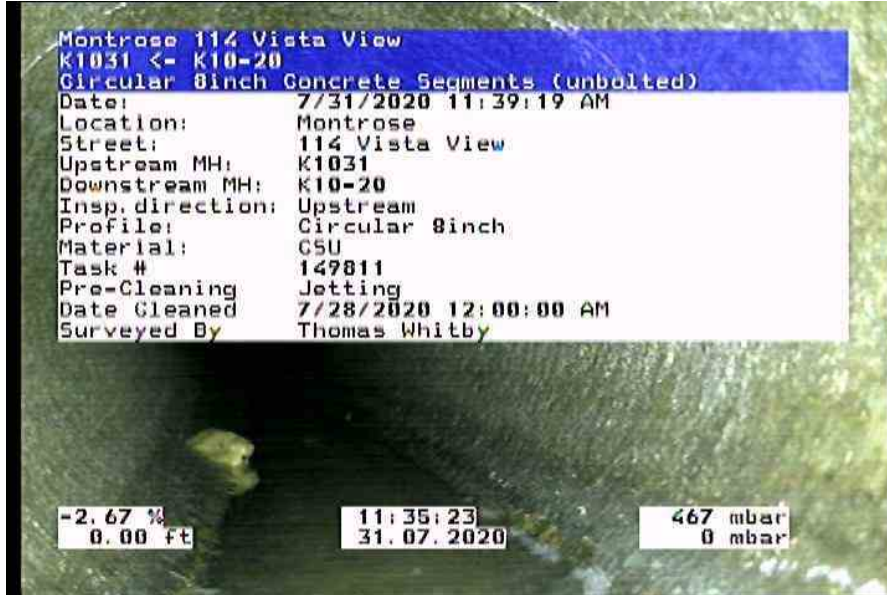 Montrose 114 Vista View
K1031 <- K10-20
Circular 8inch Concrete Segments (unbolted)
Date: 7/31/2020 11:39:19 AM
Location: Montrose
Street: 114 Vista View
Upstream MH: K1031
Downstream MH: K10-20
Insp.direction: Upstream
Profile: Circular 8inch
Material: CSU
Task # 149811
Pre-Cleaning Jetting
Date Cleaned 7/28/2020 12:00:00 AM
Surveyed By Thomas Whitby
-2.67 % 11:35:23 467 mbar
0.00 ft 31.07.2020 0 mbar